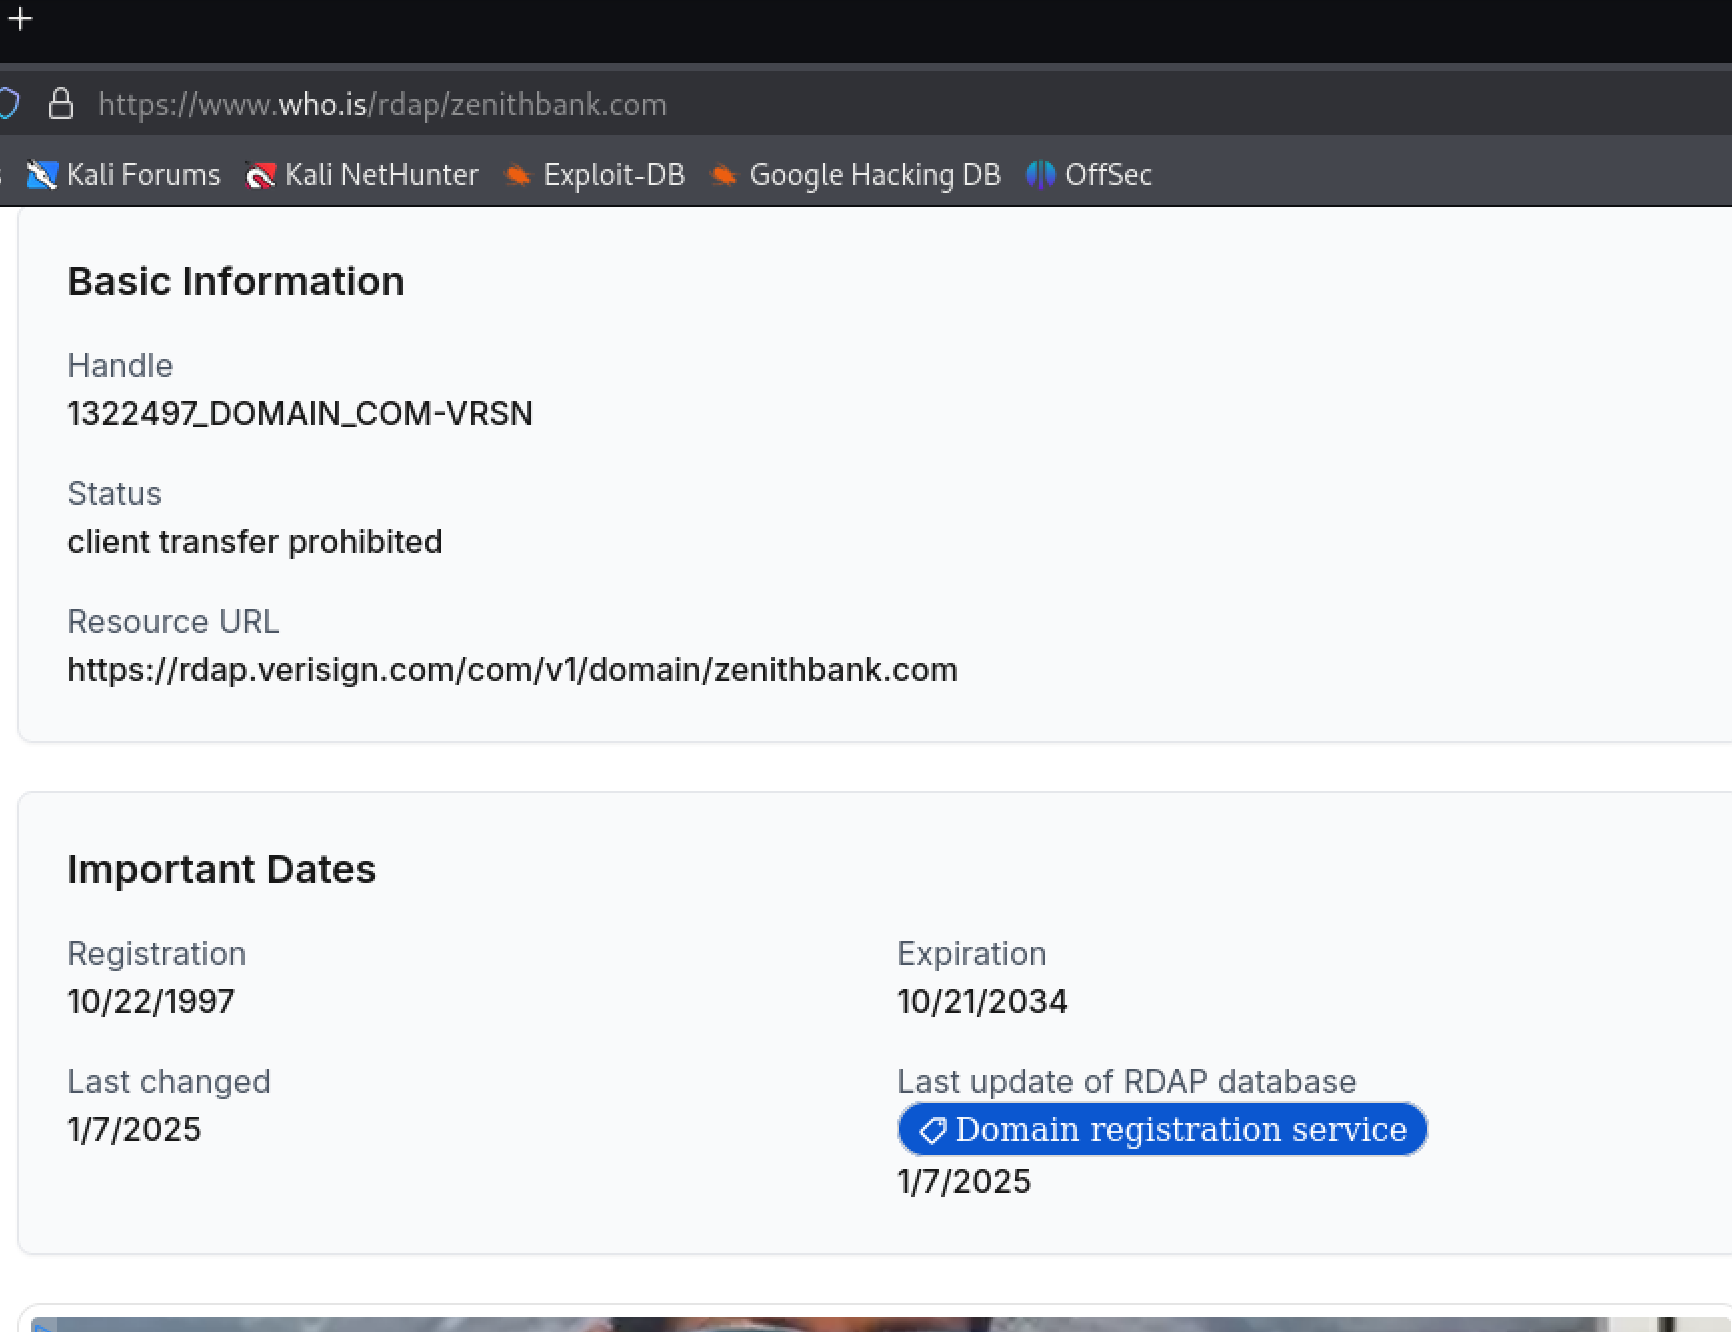 https://www.who.is/rdap/zenithbank.com
Kali Forums Kali NetHunter Exploit-DB Google Hacking DB OffSec
Basic Information
Handle
1322497_DOMAIN_COM-VRSN
Status
client transfer prohibited
Resource URL
https://rdap.verisign.com/com/v1/domain/zenithbank.com
Important Dates
Registration
10/22/1997
Expiration
10/21/2034
Last changed
1/7/2025
Last update of RDAP database
Domain registration service
1/7/2025